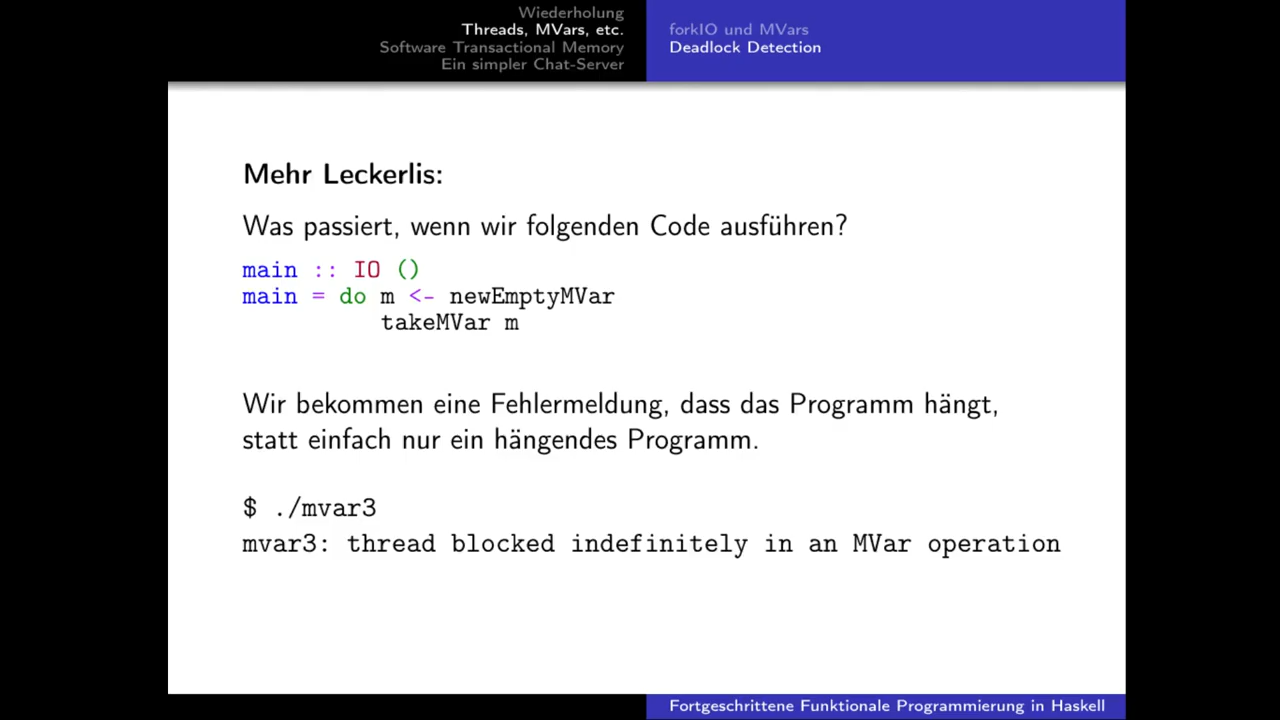 Wiederholung
Threads, MVars, etc.
Software Transactional Memory
Ein simpler Chat-Server
forkIO und MVars
Deadlock Detection
Mehr Leckerlis:
Was passiert, wenn wir folgenden Code ausführen?
main :: IO ()
main = do m <- newEmptyMVar
takeMVar m
Wir bekommen eine Fehlermeldung, dass das Programm hängt,
statt einfach nur ein hängendes Programm.
$ ./mvar3
mvar3: thread blocked indefinitely in an MVar operation
Fortgeschrittene Funktionale Programmierung in Haskell